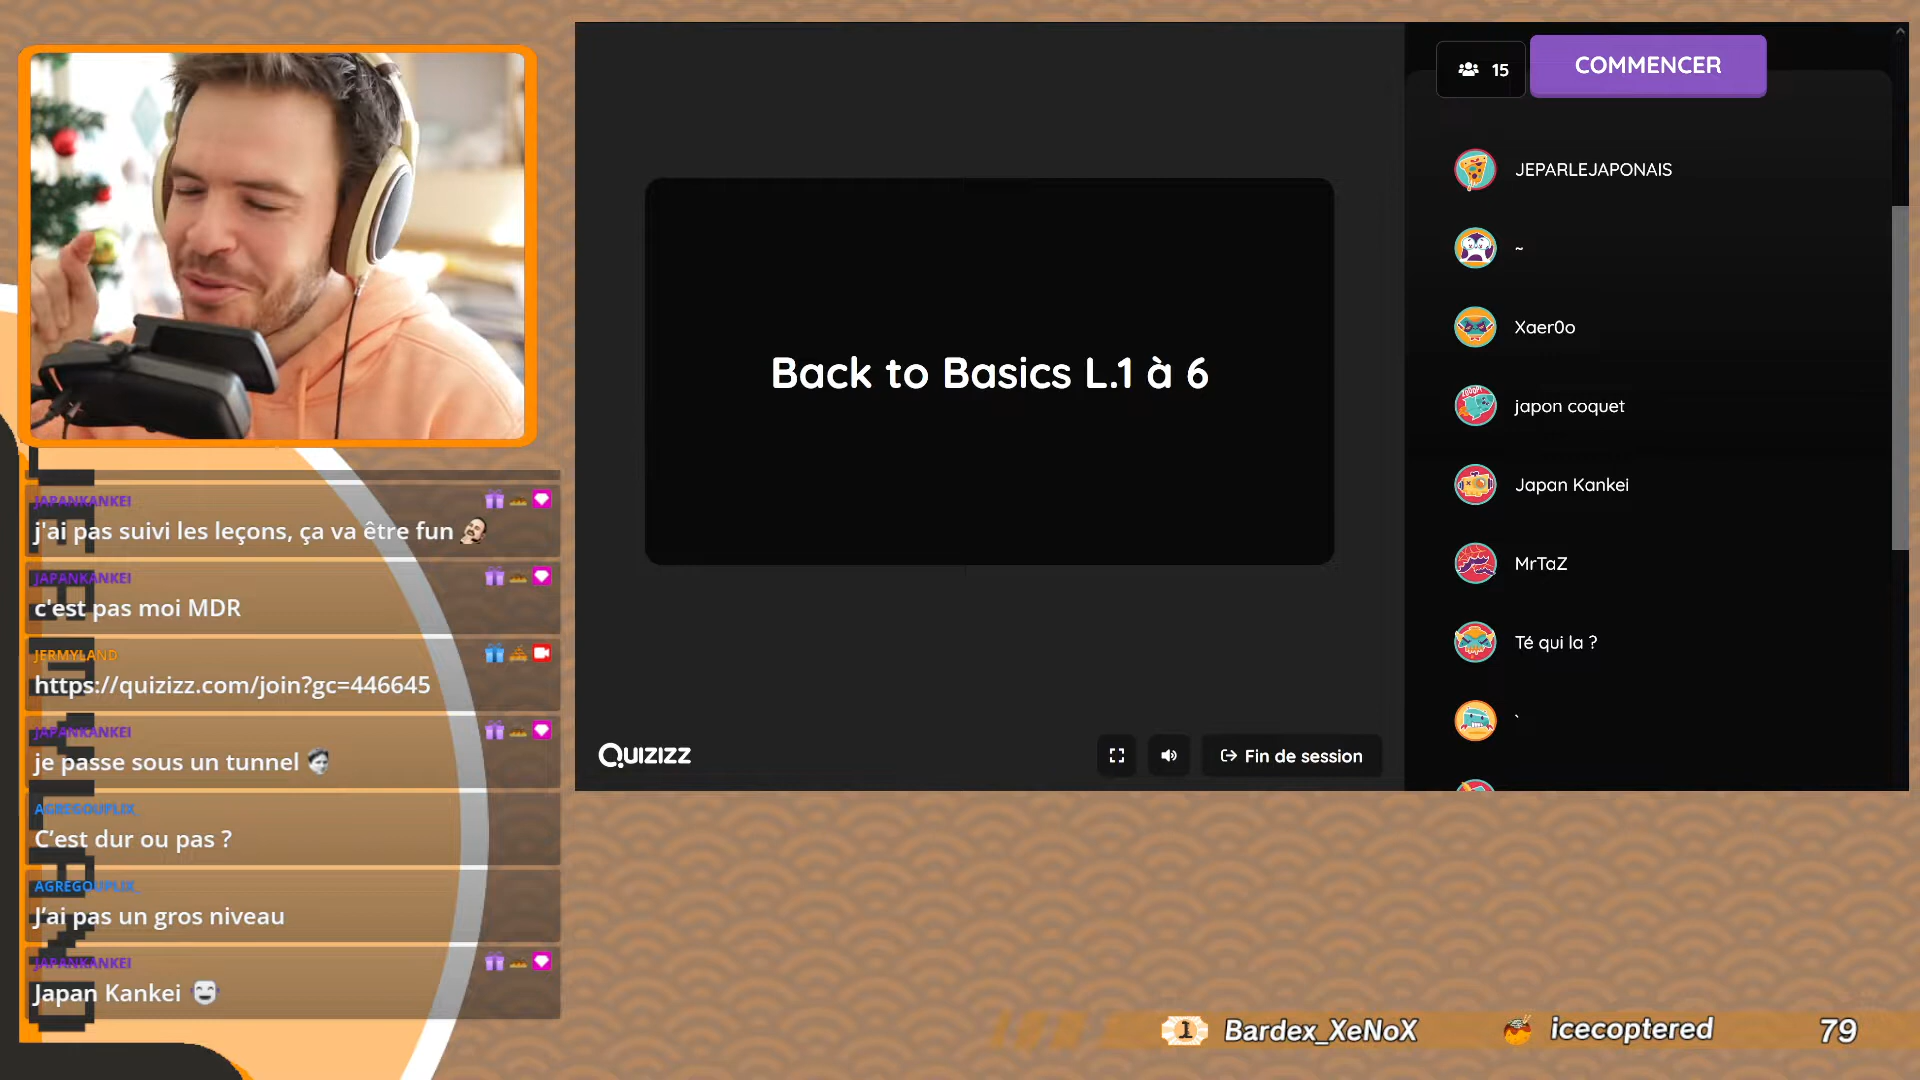 JAPANKANKEI
j'ai pas suivi les leçons, ça va être fun
JAPANKANKEI
c'est pas moi MDR
JERMYLAND
https://quizizz.com/join?gc=446645
JAPANKANKEI
je passe sous un tunnel
AGREGOUPLIX_
C'est dur ou pas ?
AGREGOUPLIX_
J'ai pas un gros niveau
JAPANKANKEI
Japan Kankei
Back to Basics L.1 à 6
QUIZIZZ
Fin de session
15
COMMENCER
JEPARLEJAPONAIS
~
Xaer0o
japon coquet
Japan Kankei
MrTaZ
Té qui la ?
`
1 Bardex_XeNoX
icecoptered
79